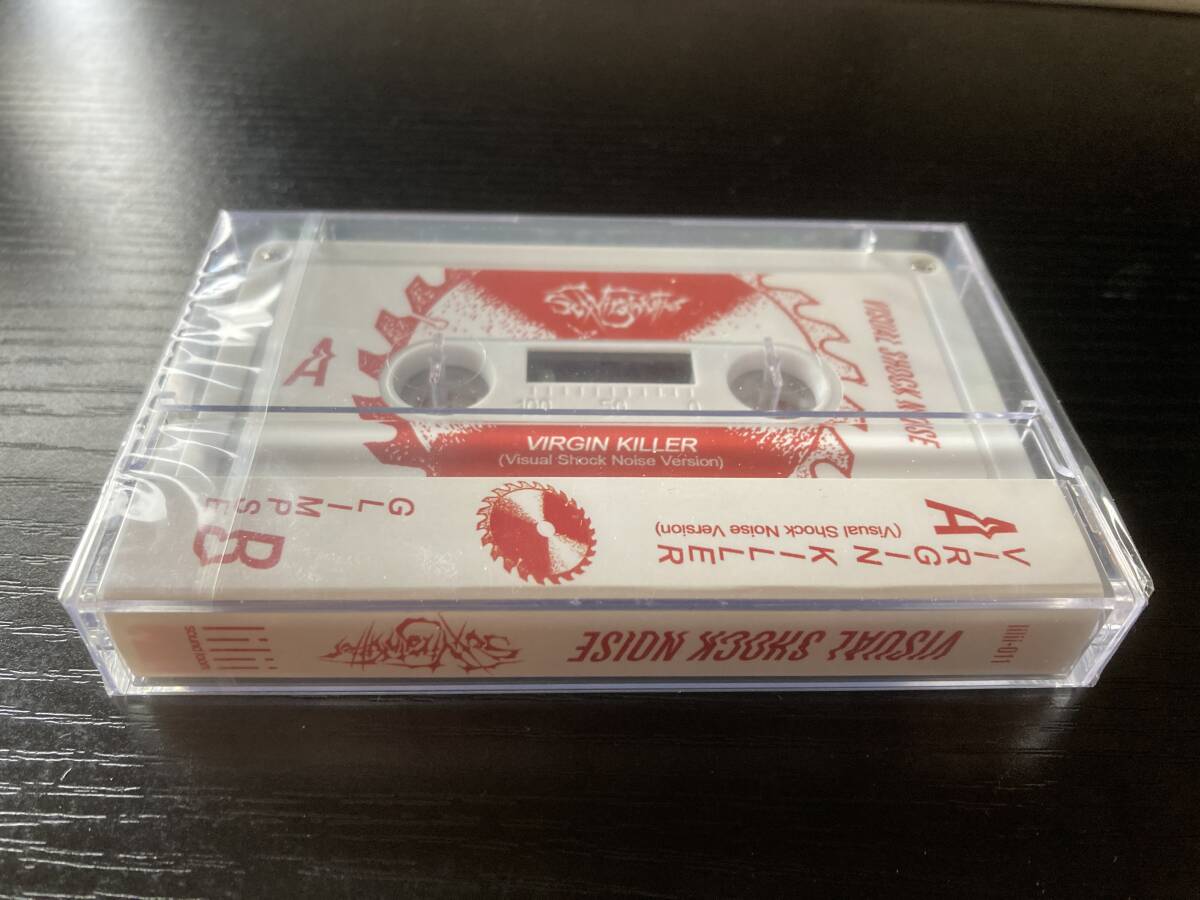 VISUAL SHOCK NOISE
A
100 50 0
VIRGIN KILLER
(Visual Shock Noise Version)
A
VIRGIN KILLER
(Visual Shock Noise Version)
B
GLIMPSE
VISUAL SHOCK NOISE